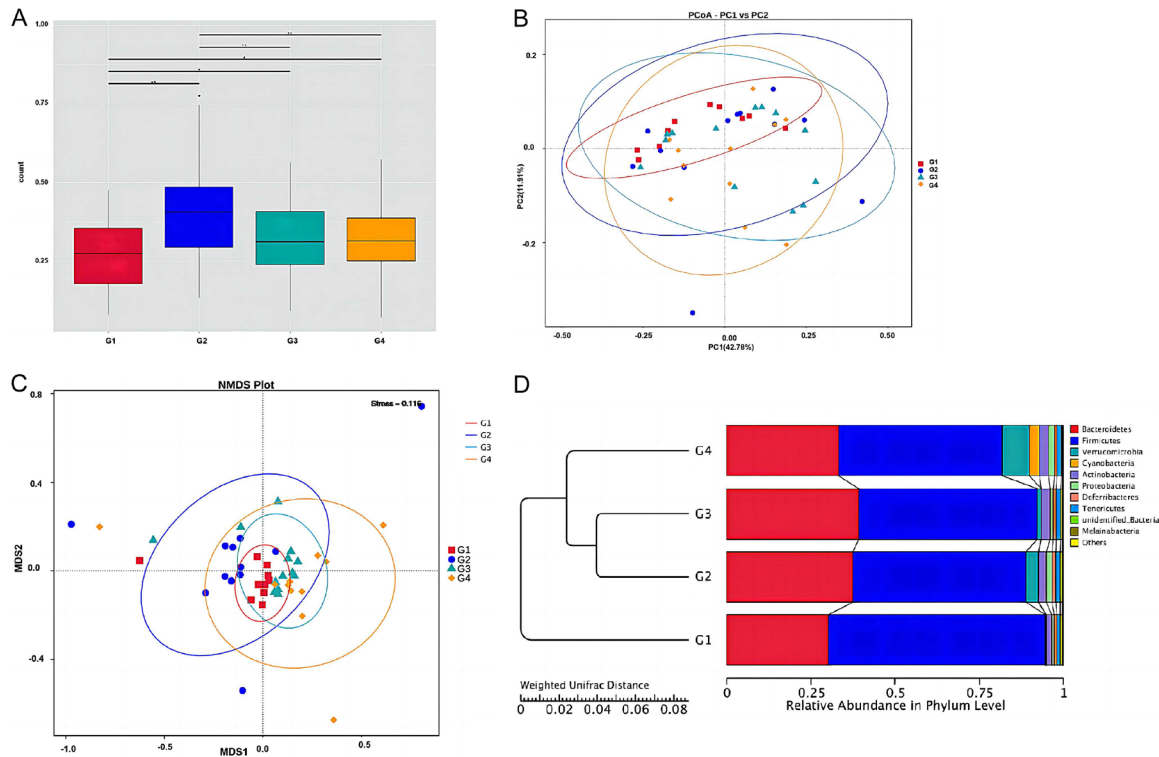 A
1.00
0.75
0.50
0.25
count
G1
G2
G3
G4
B
PCoA - PC1 vs PC2
0.2
0.0
-0.2
PC2(11.91%)
-0.50
-0.25
0.00
0.25
0.50
PC1(42.78%)
G1
G2
G3
G4
C
NMDS Plot
Stress = 0.116
0.8
0.4
0.0
-0.4
MDS2
-1.0
-0.5
0.0
0.5
MDS1
G1
G2
G3
G4
G1
G2
G3
G4
D
G4
G3
G2
G1
Weighted Unifrac Distance
0 0.02 0.04 0.06 0.08
0 0.25 0.5 0.75 1
Relative Abundance in Phylum Level
Bacteroidetes
Firmicutes
Verrucomicrobia
Cyanobacteria
Actinobacteria
Proteobacteria
Deferribacteres
Tenericutes
unidentified_Bacteria
Melainabacteria
Others